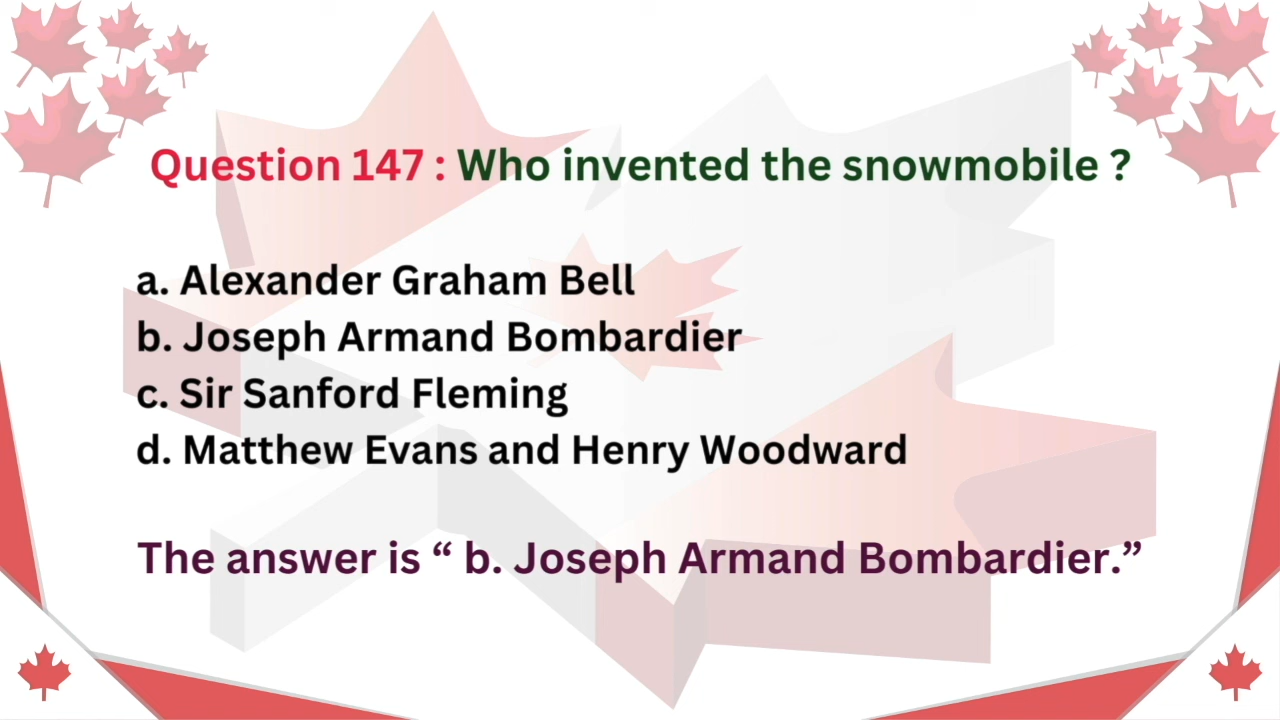 Question 147 : Who invented the snowmobile ?
a. Alexander Graham Bell
b. Joseph Armand Bombardier
c. Sir Sanford Fleming
d. Matthew Evans and Henry Woodward
The answer is “ b. Joseph Armand Bombardier.”